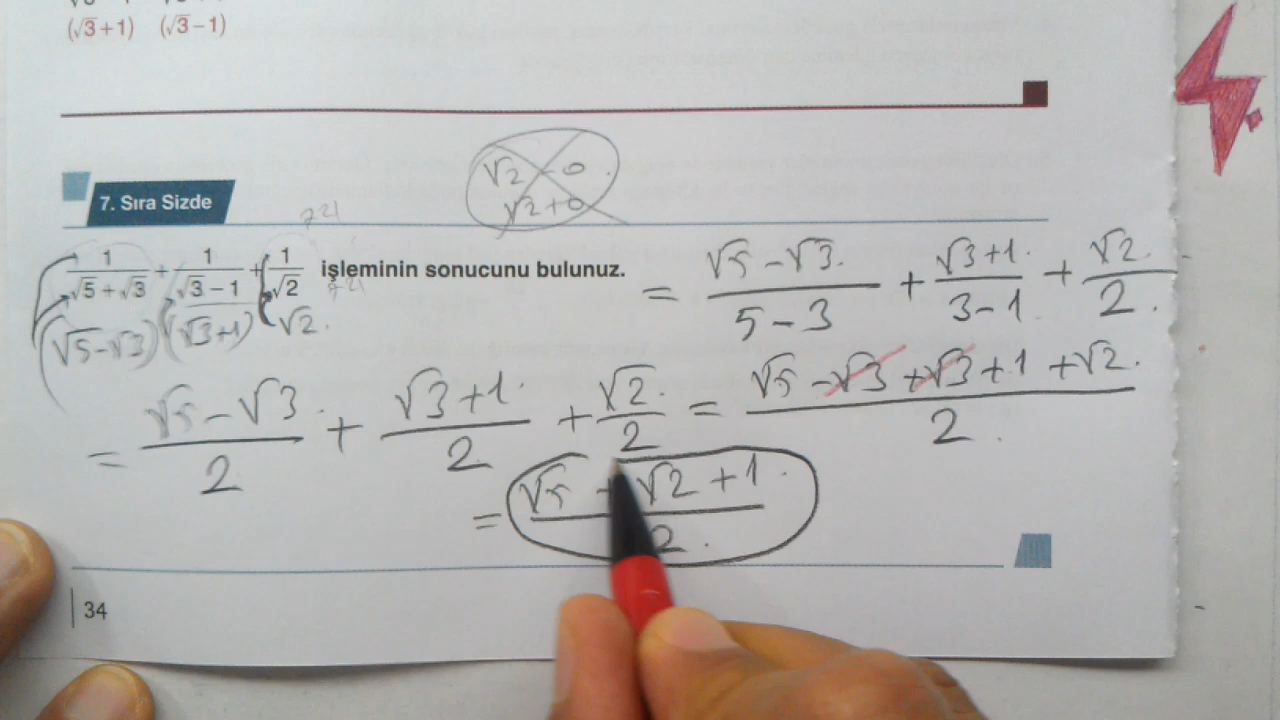 (√3+1) (√3−1)
√2 − 0
√2 + 0
7. Sıra Sizde
1/(√5 + √3) + 1/(√3 − 1) + 1/√2 işleminin sonucunu bulunuz.
(√5−√3) (√3+1) √2.
= (√5 − √3)/(5 − 3) + (√3+1)/(3−1) + √2/2
= (√5 − √3)/2 + (√3+1)/2 + √2/2 = (√5 −√3 +√3+1 +√2)/2
= (√5 + √2 + 1)/2
34